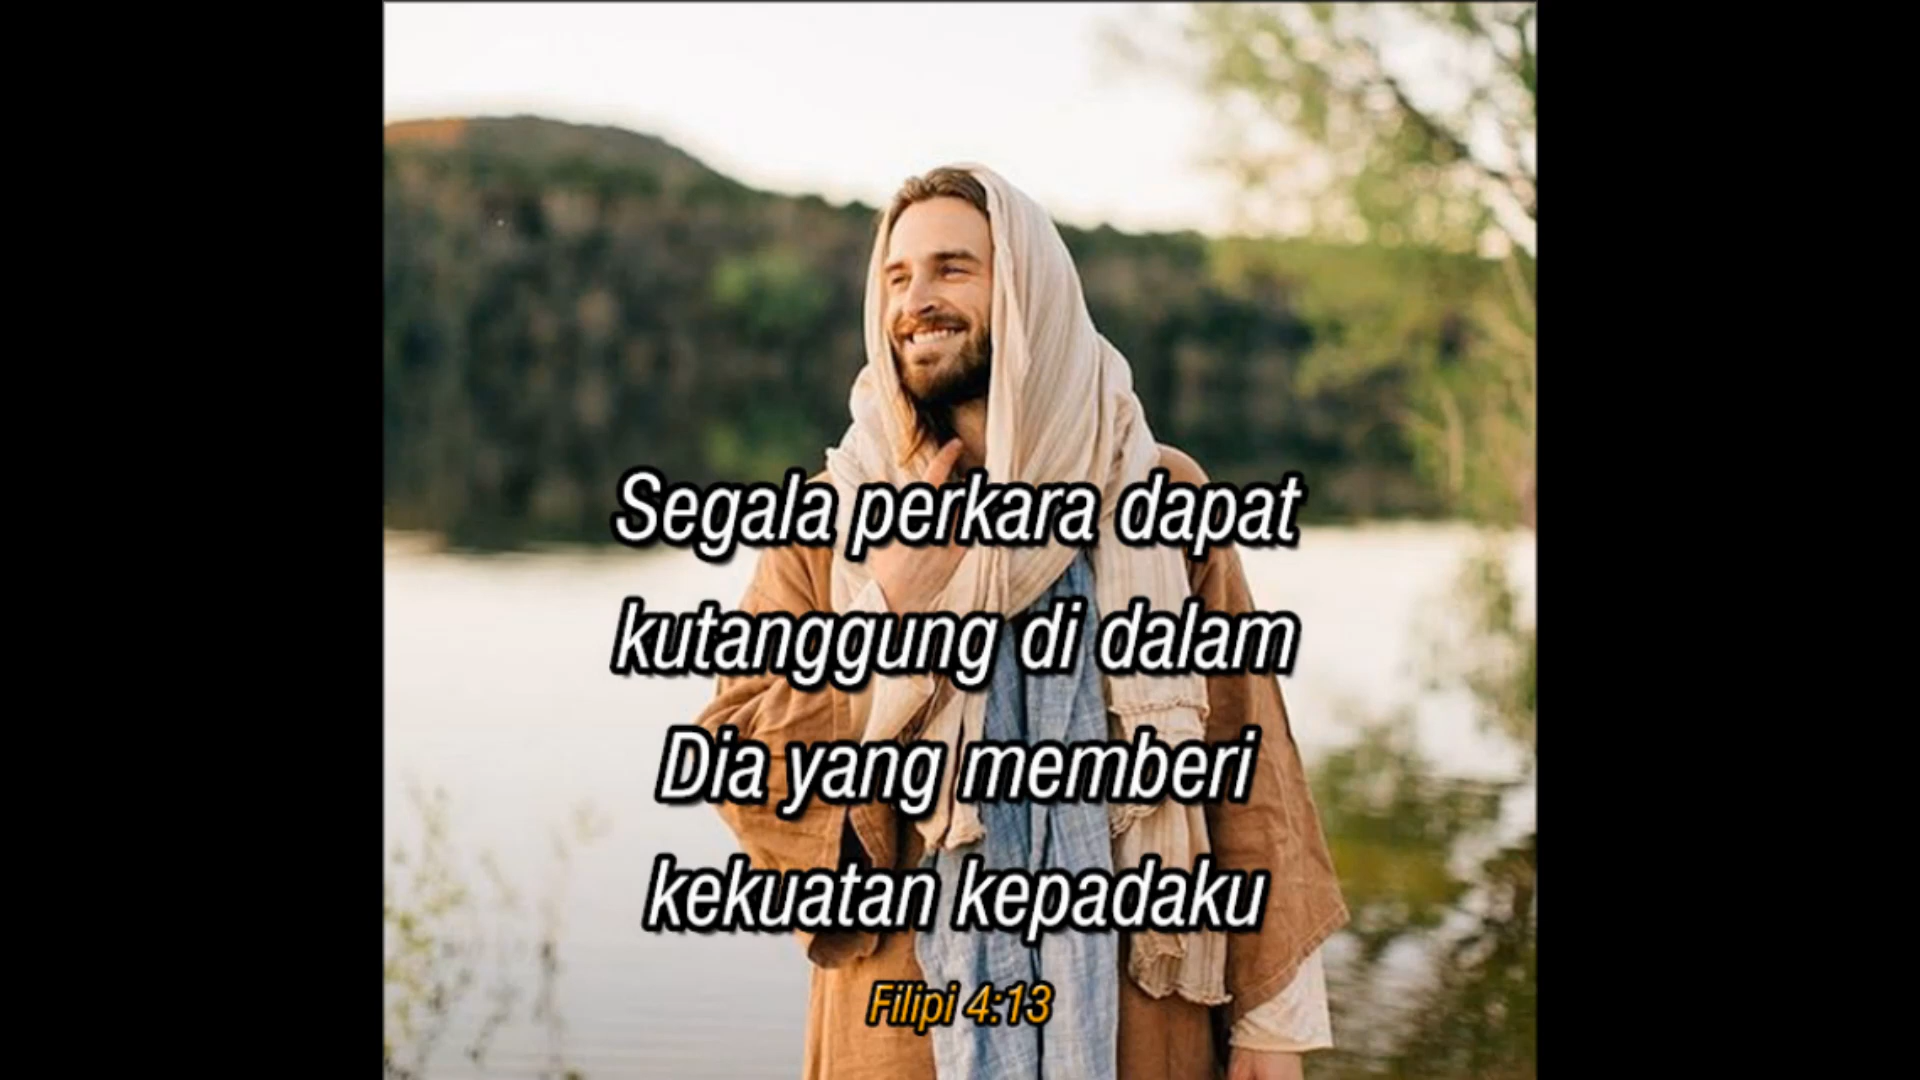 Segala perkara dapat
kutanggung di dalam
Dia yang memberi
kekuatan kepadaku
Filipi 4:13